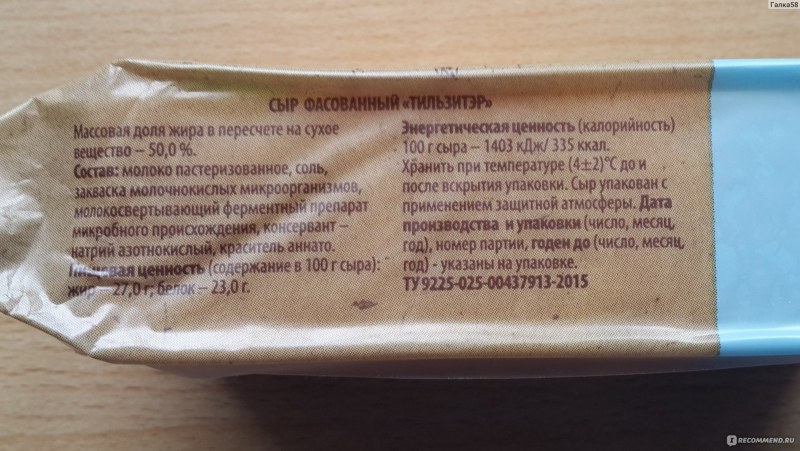 Галка58
СЫР ФАСОВАННЫЙ «ТИЛЬЗИТЭР»
Массовая доля жира в пересчете на сухое
вещество – 50,0 %.
Состав: молоко пастеризованное, соль,
закваска молочнокислых микроорганизмов,
молокосвертывающий ферментный препарат
микробного происхождения, консервант –
натрий азотнокислый, краситель аннато.
Пищевая ценность (содержание в 100 г сыра):
жир – 27,0 г; белок – 23,0 г.
Энергетическая ценность (калорийность)
100 г сыра – 1403 кДж/ 335 ккал.
Хранить при температуре (4±2)°С до и
после вскрытия упаковки. Сыр упакован с
применением защитной атмосферы. Дата
производства и упаковки (число, месяц,
год), номер партии, годен до (число, месяц,
год) - указаны на упаковке.
ТУ 9225-025-00437913-2015
RECOMMEND.RU